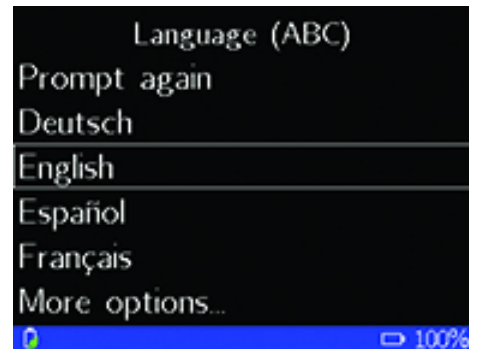 Language (ABC)
Prompt again
Deutsch
English
Español
Français
More options...
100%